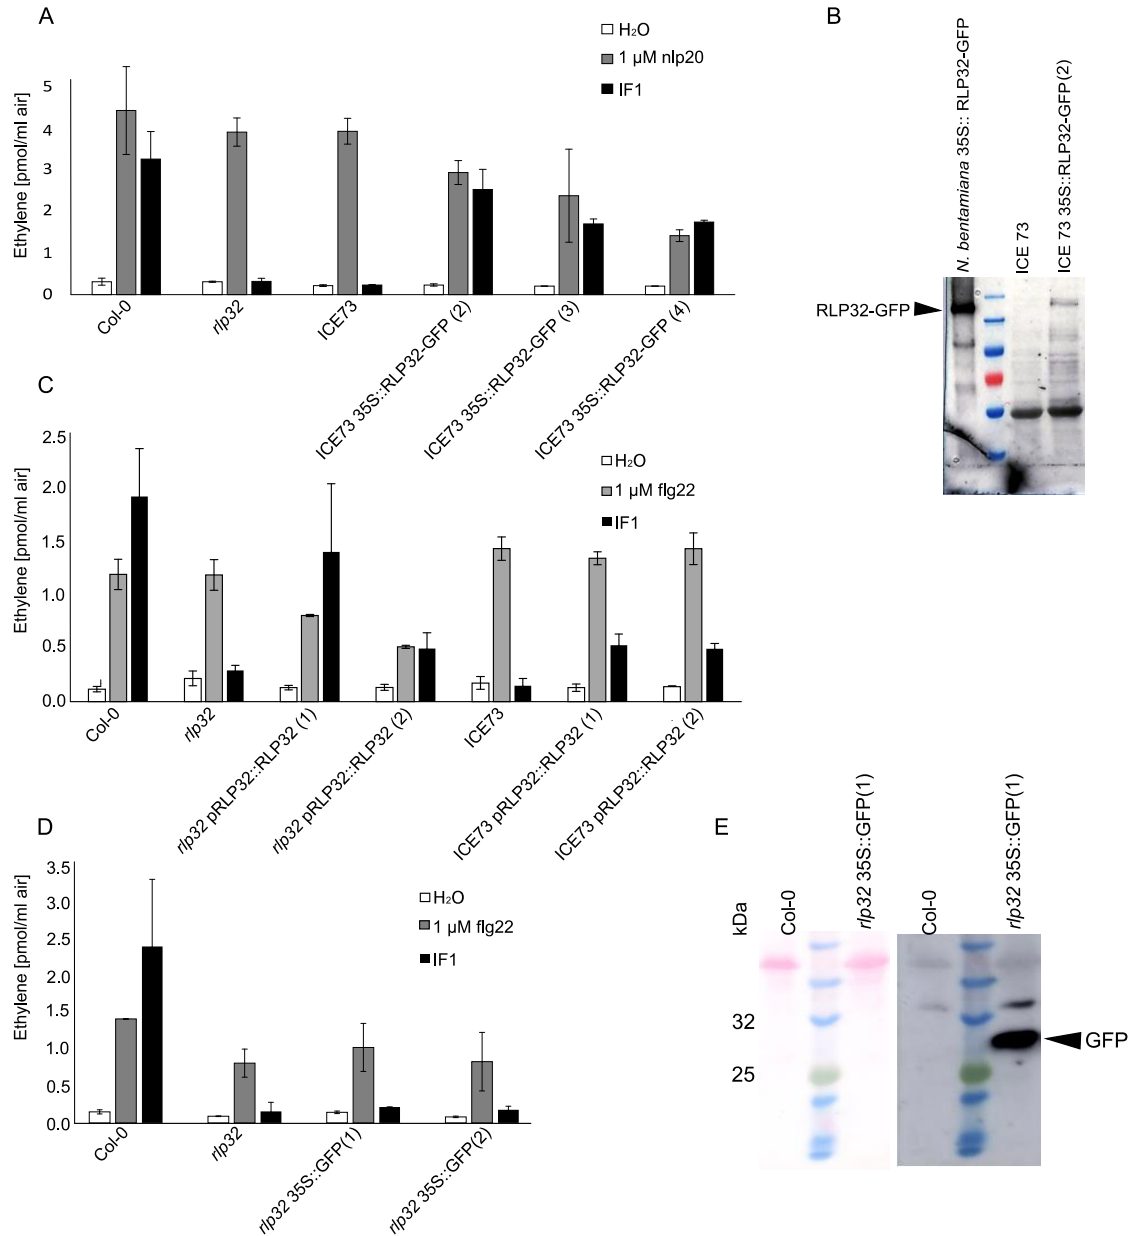 A
Ethylene [pmol/ml air]
5
4
3
2
1
0
H₂O
1 µM nlp20
IF1
Col-0
rlp32
ICE73
ICE73 35S::RLP32-GFP (2)
ICE73 35S::RLP32-GFP (3)
ICE73 35S::RLP32-GFP (4)
B
N. bentamiana 35S:: RLP32-GFP
ICE 73
ICE 73 35S::RLP32-GFP(2)
RLP32-GFP
C
Ethylene [pmol/ml air]
2.5
2.0
1.5
1.0
0.5
0.0
H₂O
1 µM flg22
IF1
Col-0
rlp32
rlp32 pRLP32::RLP32 (1)
rlp32 pRLP32::RLP32 (2)
ICE73
ICE73 pRLP32::RLP32 (1)
ICE73 pRLP32::RLP32 (2)
D
Ethylene [pmol/ml air]
3.5
3.0
2.5
2.0
1.5
1.0
0.5
0.0
H₂O
1 µM flg22
IF1
Col-0
rlp32
rlp32 35S::GFP(1)
rlp32 35S::GFP(2)
E
kDa
Col-0
rlp32 35S::GFP(1)
Col-0
rlp32 35S::GFP(1)
32
25
GFP